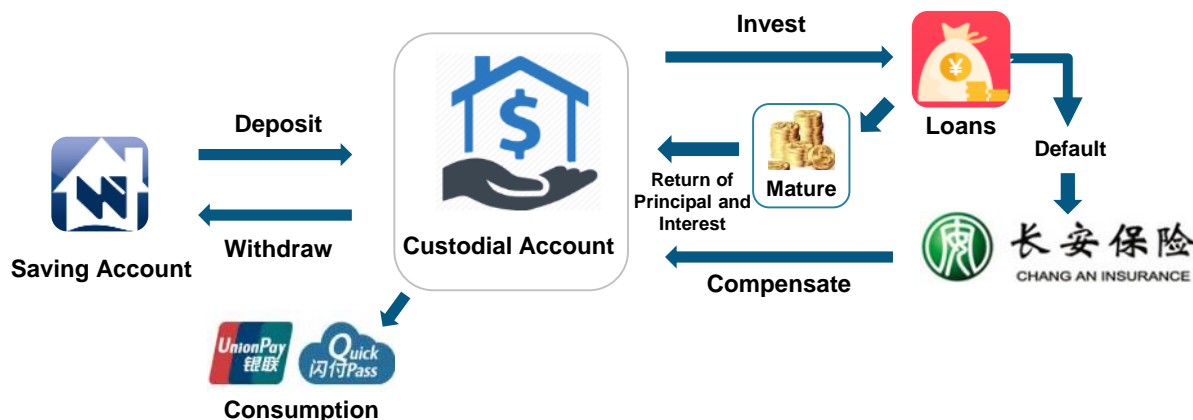 Invest
Deposit
Withdraw
Saving Account
$
Custodial Account
¥
Loans
Mature
Return of
Principal and
Interest
Default
长安保险
CHANG AN INSURANCE
Compensate
UnionPay
银联
Quick
闪付Pass
Consumption